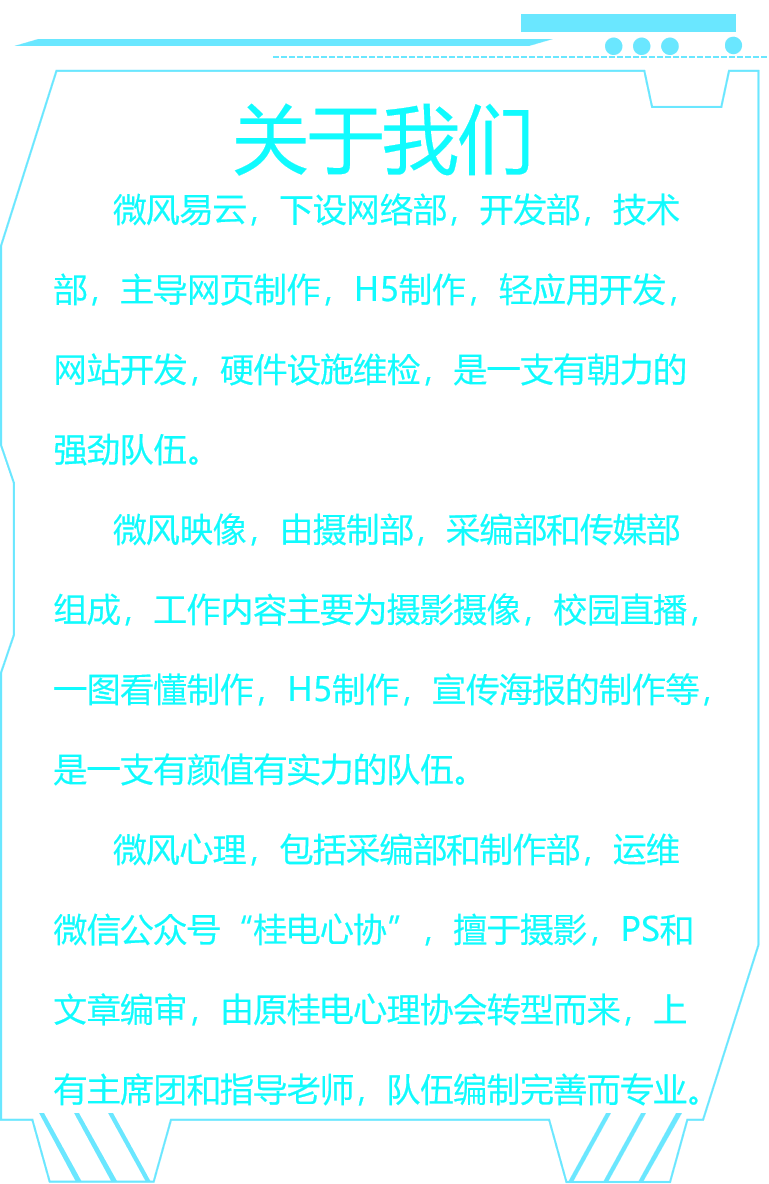 关于我们
微风易云，下设网络部，开发部，技术
部，主导网页制作，H5制作，轻应用开发，
网站开发，硬件设施维检，是一支有朝力的
强劲队伍。
微风映像，由摄制部，采编部和传媒部
组成，工作内容主要为摄影摄像，校园直播，
一图看懂制作，H5制作，宣传海报的制作等，
是一支有颜值有实力的队伍。
微风心理，包括采编部和制作部，运维
微信公众号“桂电心协”，擅于摄影，PS和
文章编审，由原桂电心理协会转型而来，上
有主席团和指导老师，队伍编制完善而专业。